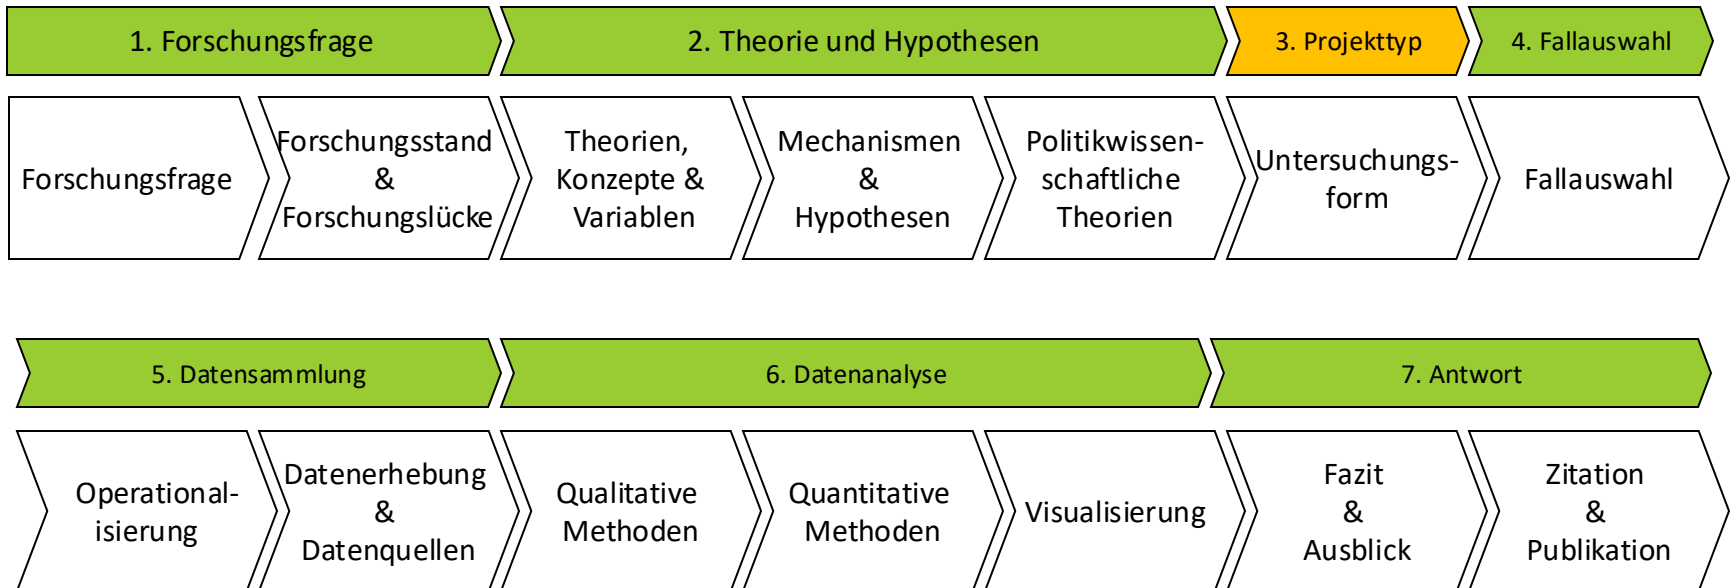 1. Forschungsfrage
2. Theorie und Hypothesen
3. Projekttyp
4. Fallauswahl
Forschungsfrage
Forschungsstand
&
Forschungslücke
Theorien,
Konzepte &
Variablen
Mechanismen
&
Hypothesen
Politikwissen-
schaftliche
Theorien
Untersuchungs-
form
Fallauswahl
5. Datensammlung
6. Datenanalyse
7. Antwort
Operational-
isierung
Datenerhebung
&
Datenquellen
Qualitative
Methoden
Quantitative
Methoden
Visualisierung
Fazit
&
Ausblick
Zitation
&
Publikation